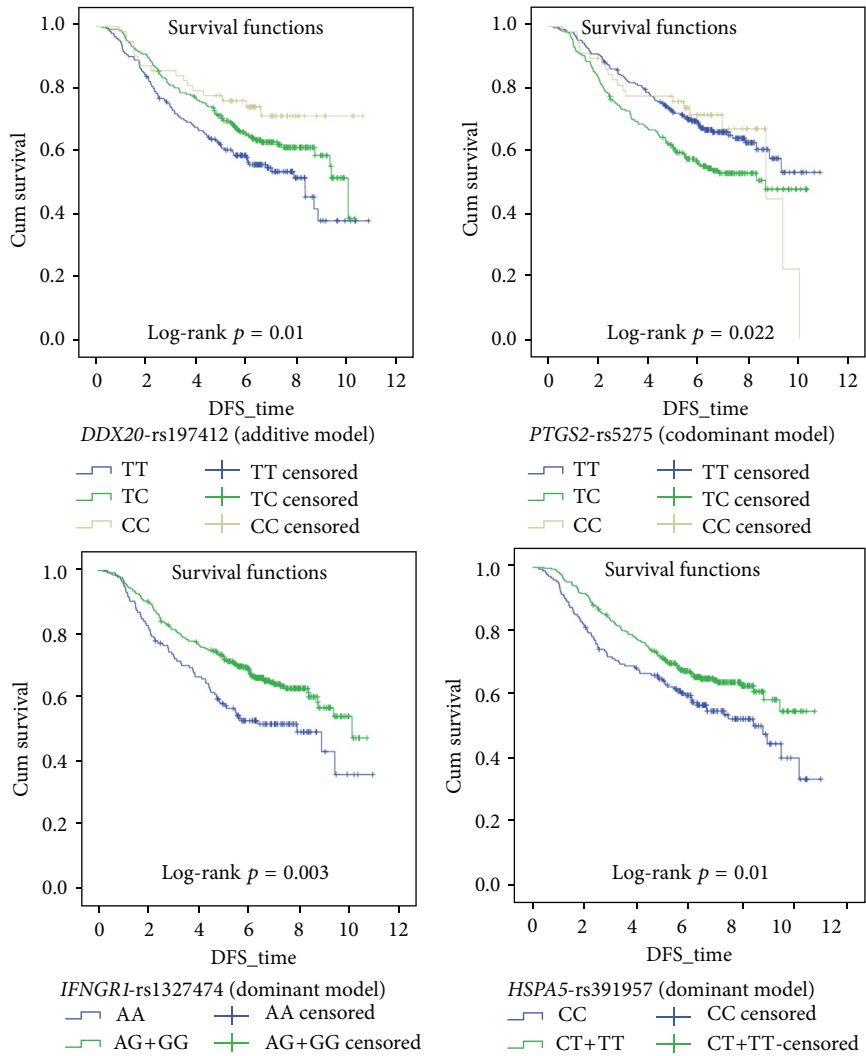 Survival functions
1.0
0.8
0.6
0.4
0.2
0.0
Cum survival
Log-rank p = 0.01
0 2 4 6 8 10 12
DFS_time
DDX20-rs197412 (additive model)
TT TT censored
TC TC censored
CC CC censored
Survival functions
1.0
0.8
0.6
0.4
0.2
0.0
Cum survival
Log-rank p = 0.022
0 2 4 6 8 10 12
DFS_time
PTGS2-rs5275 (codominant model)
TT TT censored
TC TC censored
CC CC censored
Survival functions
1.0
0.8
0.6
0.4
0.2
0.0
Cum survival
Log-rank p = 0.003
0 2 4 6 8 10 12
DFS_time
IFNGR1-rs1327474 (dominant model)
AA AA censored
AG+GG AG+GG censored
Survival functions
1.0
0.8
0.6
0.4
0.2
0.0
Cum survival
Log-rank p = 0.01
0 2 4 6 8 10 12
DFS_time
HSPA5-rs391957 (dominant model)
CC CC censored
CT+TT CT+TT-censored